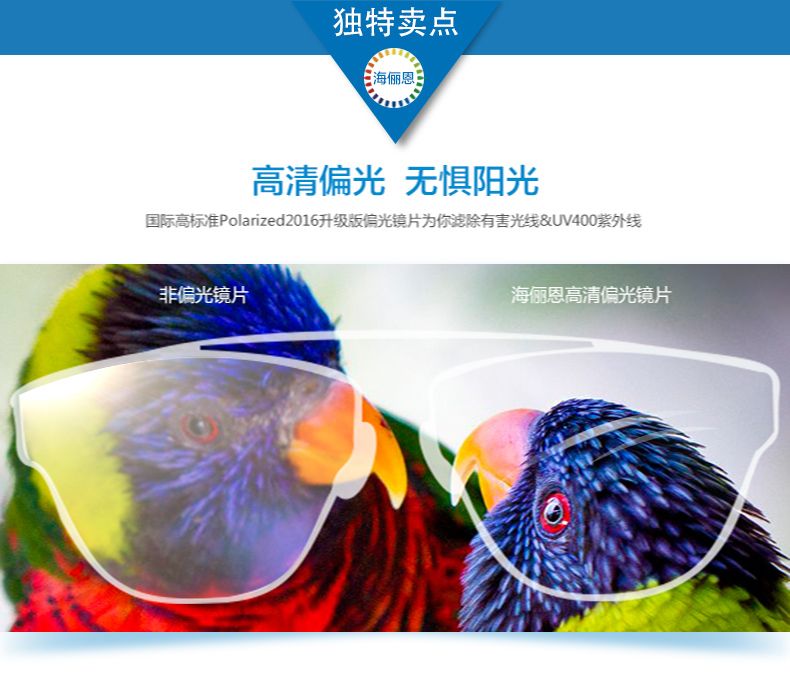 独特卖点
海俪恩
高清偏光 无惧阳光
国际高标准Polarized2016升级版偏光镜片为你滤除有害光线&UV400紫外线
非偏光镜片
海俪恩高清偏光镜片